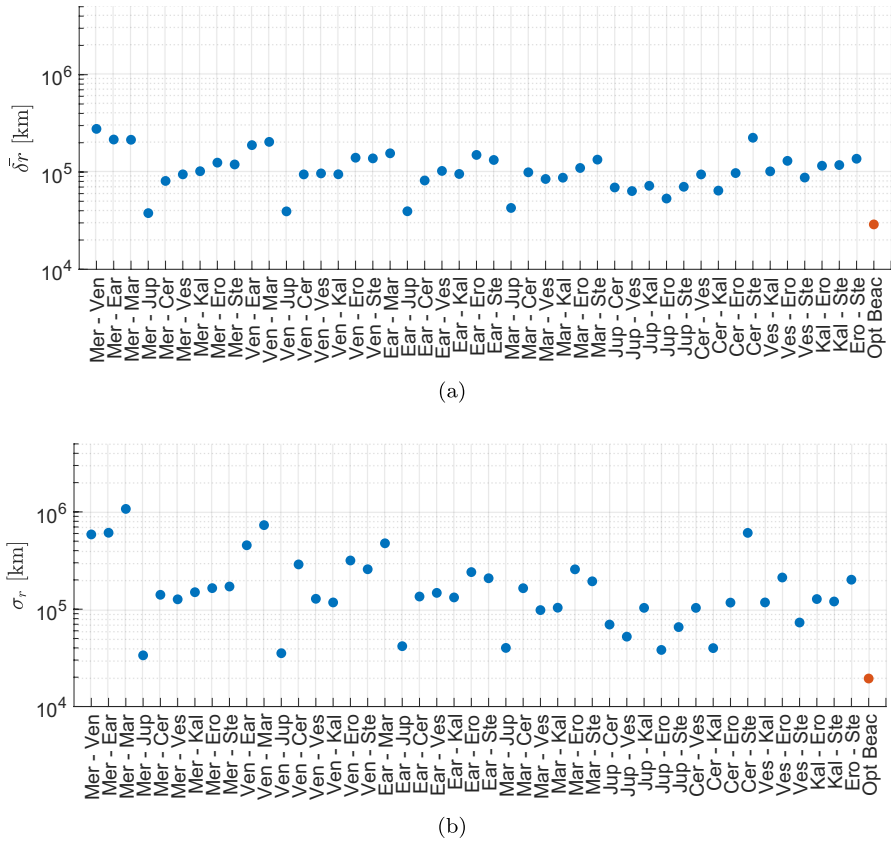 10^6
10^5
10^4
\bar{δr} [km]
Mer - Ven
Mer - Ear
Mer - Mar
Mer - Jup
Mer - Cer
Mer - Ves
Mer - Kal
Mer - Ero
Mer - Ste
Ven - Ear
Ven - Mar
Ven - Jup
Ven - Cer
Ven - Ves
Ven - Kal
Ven - Ero
Ven - Ste
Ear - Mar
Ear - Jup
Ear - Cer
Ear - Ves
Ear - Kal
Ear - Ero
Ear - Ste
Mar - Jup
Mar - Cer
Mar - Ves
Mar - Kal
Mar - Ero
Mar - Ste
Jup - Cer
Jup - Ves
Jup - Kal
Jup - Ero
Jup - Ste
Cer - Ves
Cer - Kal
Cer - Ero
Cer - Ste
Ves - Kal
Ves - Ero
Ves - Ste
Kal - Ero
Kal - Ste
Ero - Ste
Opt Beac
(a)
10^6
10^5
10^4
σ_r [km]
Mer - Ven
Mer - Ear
Mer - Mar
Mer - Jup
Mer - Cer
Mer - Ves
Mer - Kal
Mer - Ero
Mer - Ste
Ven - Ear
Ven - Mar
Ven - Jup
Ven - Cer
Ven - Ves
Ven - Kal
Ven - Ero
Ven - Ste
Ear - Mar
Ear - Jup
Ear - Cer
Ear - Ves
Ear - Kal
Ear - Ero
Ear - Ste
Mar - Jup
Mar - Cer
Mar - Ves
Mar - Kal
Mar - Ero
Mar - Ste
Jup - Cer
Jup - Ves
Jup - Kal
Jup - Ero
Jup - Ste
Cer - Ves
Cer - Kal
Cer - Ero
Cer - Ste
Ves - Kal
Ves - Ero
Ves - Ste
Kal - Ero
Kal - Ste
Ero - Ste
Opt Beac
(b)